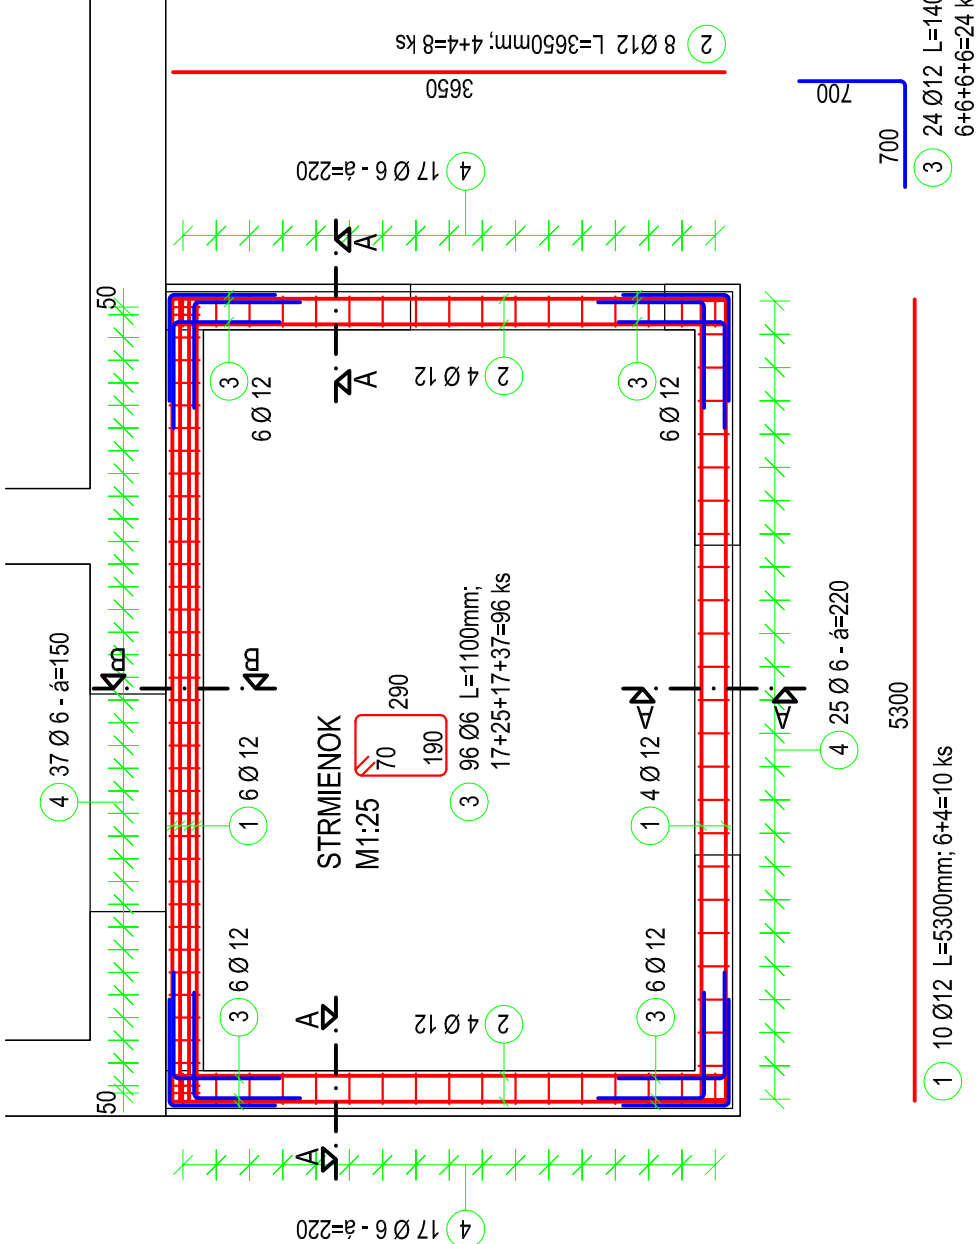 2 8 Ø12 L=3650mm; 4+4=8 ks
3650
700
700
3 24 Ø12 L=140
6+6+6+6=24 k
4 17 Ø 6 - á=220
A
50
3
6 Ø 12
A
2 4 Ø 12
3
6 Ø 12
4 37 Ø 6 - á=150
B
B
1 6 Ø 12
STRMIENOK
M1:25
70
290
190
3 96 Ø6 L=1100mm;
17+25+17+37=96 ks
1 4 Ø 12
A
A
4 25 Ø 6 - á=220
5300
1 10 Ø12 L=5300mm; 6+4=10 ks
50
3 6 Ø 12
A
2 4 Ø 12
3 6 Ø 12
A
4 17 Ø 6 - á=220